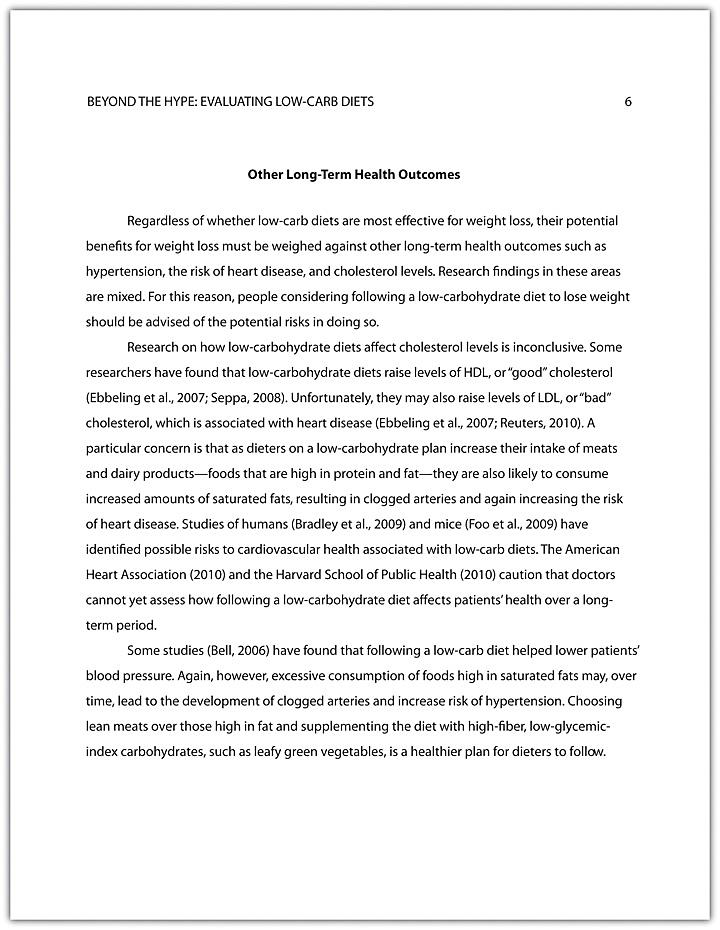 BEYOND THE HYPE: EVALUATING LOW-CARB DIETS 6
Other Long-Term Health Outcomes
Regardless of whether low-carb diets are most effective for weight loss, their potential
benefits for weight loss must be weighed against other long-term health outcomes such as
hypertension, the risk of heart disease, and cholesterol levels. Research findings in these areas
are mixed. For this reason, people considering following a low-carbohydrate diet to lose weight
should be advised of the potential risks in doing so.
Research on how low-carbohydrate diets affect cholesterol levels is inconclusive. Some
researchers have found that low-carbohydrate diets raise levels of HDL, or “good” cholesterol
(Ebbeling et al., 2007; Seppa, 2008). Unfortunately, they may also raise levels of LDL, or “bad”
cholesterol, which is associated with heart disease (Ebbeling et al., 2007; Reuters, 2010). A
particular concern is that as dieters on a low-carbohydrate plan increase their intake of meats
and dairy products—foods that are high in protein and fat—they are also likely to consume
increased amounts of saturated fats, resulting in clogged arteries and again increasing the risk
of heart disease. Studies of humans (Bradley et al., 2009) and mice (Foo et al., 2009) have
identified possible risks to cardiovascular health associated with low-carb diets. The American
Heart Association (2010) and the Harvard School of Public Health (2010) caution that doctors
cannot yet assess how following a low-carbohydrate diet affects patients’ health over a long-
term period.
Some studies (Bell, 2006) have found that following a low-carb diet helped lower patients’
blood pressure. Again, however, excessive consumption of foods high in saturated fats may, over
time, lead to the development of clogged arteries and increase risk of hypertension. Choosing
lean meats over those high in fat and supplementing the diet with high-fiber, low-glycemic-
index carbohydrates, such as leafy green vegetables, is a healthier plan for dieters to follow.